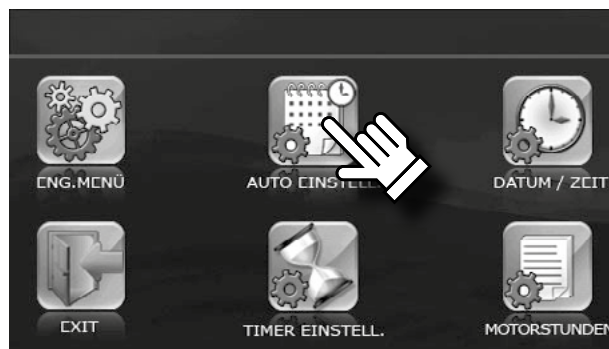 ENG.MENÜ
AUTO EINSTELL.
DATUM / ZEIT
EXIT
TIMER EINSTELL.
MOTORSTUNDEN